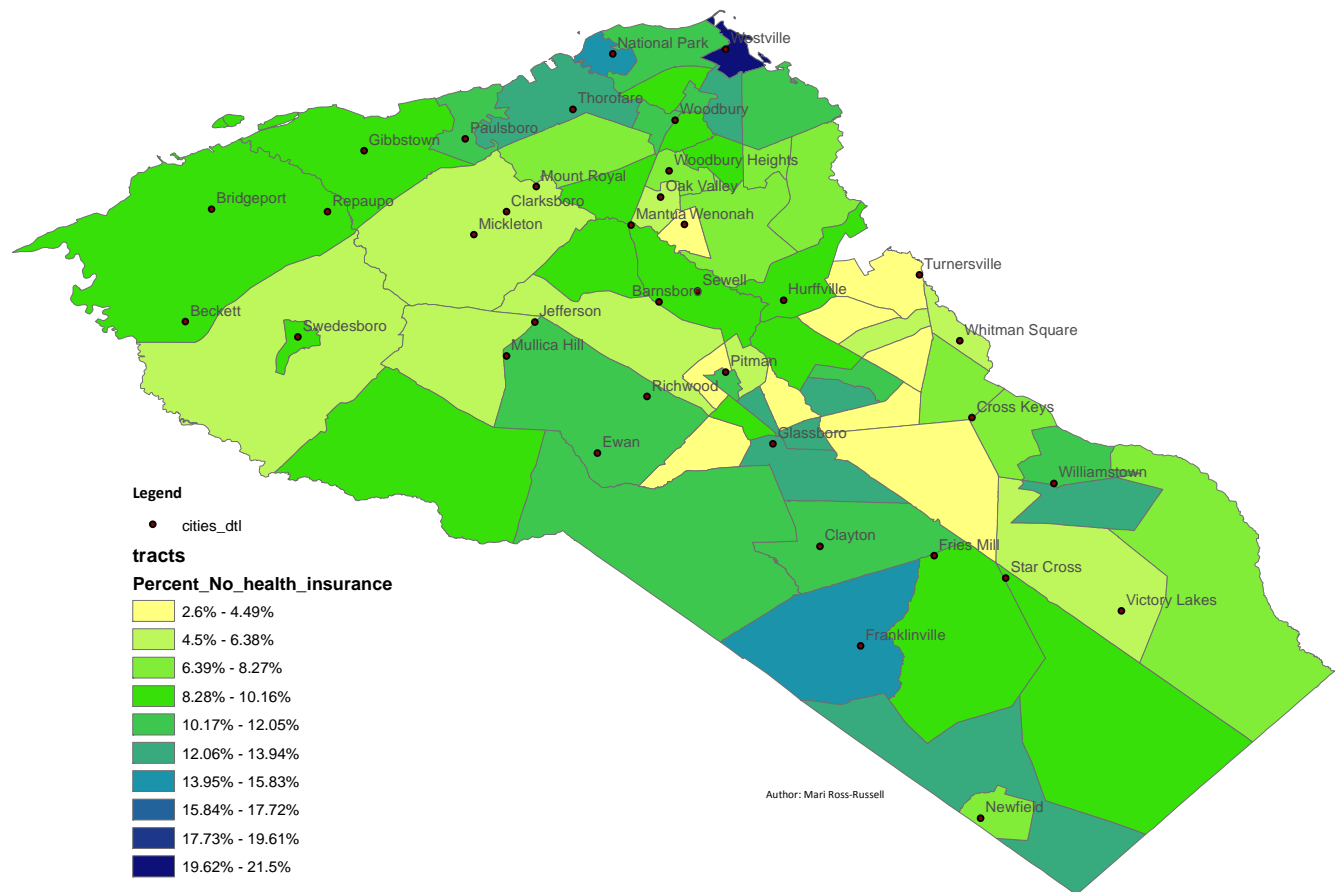 National Park
Westville
Thorofare
Woodbury
Paulsboro
Gibbstown
Woodbury Heights
Mount Royal
Oak Valley
Bridgeport
Repaupo
Clarksboro
Mantua
Wenonah
Mickleton
Turnersville
Sewell
Barnsboro
Hurffville
Beckett
Swedesboro
Jefferson
Whitman Square
Mullica Hill
Pitman
Richwood
Cross Keys
Glassboro
Ewan
Williamstown
Clayton
Fries Mill
Star Cross
Victory Lakes
Franklinville
Newfield
Author: Mari Ross-Russell
Legend
cities_dtl
tracts
Percent_No_health_insurance
2.6% - 4.49%
4.5% - 6.38%
6.39% - 8.27%
8.28% - 10.16%
10.17% - 12.05%
12.06% - 13.94%
13.95% - 15.83%
15.84% - 17.72%
17.73% - 19.61%
19.62% - 21.5%